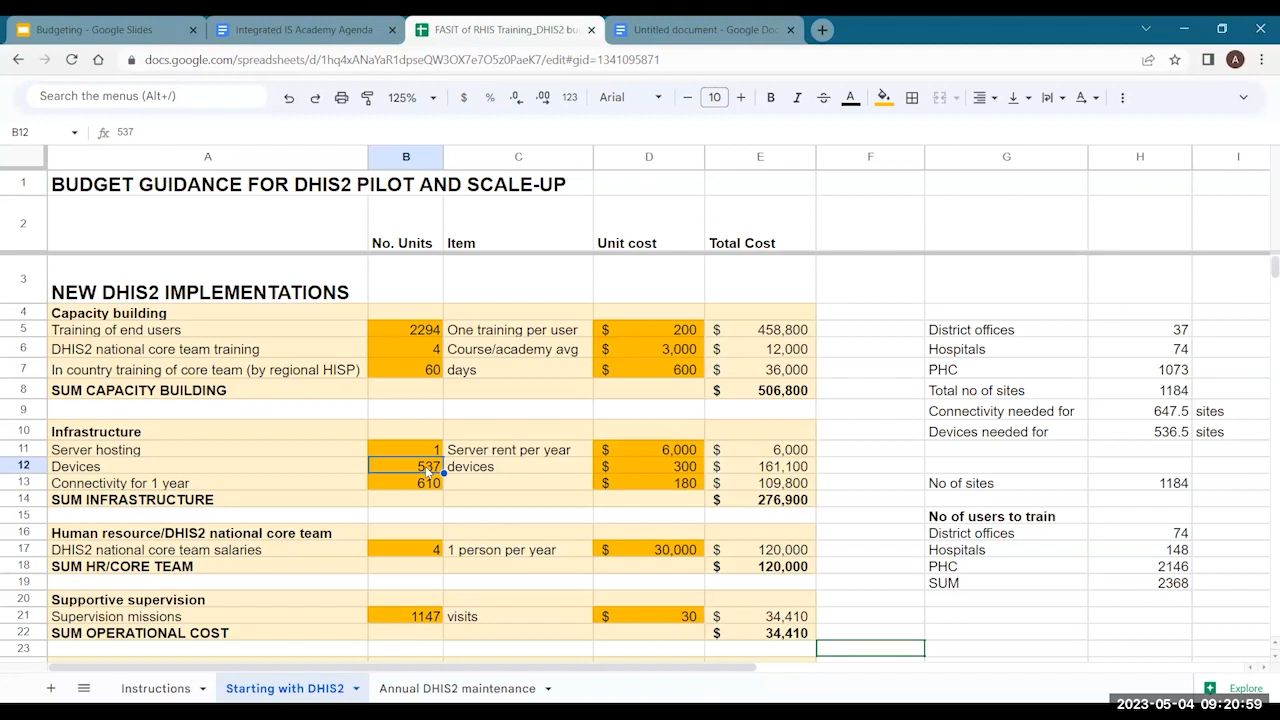 Budgeting - Google Slides
Integrated IS Academy Agenda
FASIT of RHIS Training_DHIS2 bu
Untitled document - Google Doc
docs.google.com/spreadsheets/d/1hq4xANaYaR1dpseQW3OX7e7O5z0PaeK7/edit#gid=1341095871
A
Search the menus (Alt+/)
125%
$ % .0 .00 123
Arial
10
B I S A
B12
fx 537
A B C D E F G H I
1 BUDGET GUIDANCE FOR DHIS2 PILOT AND SCALE-UP
2 No. Units Item Unit cost Total Cost
3 NEW DHIS2 IMPLEMENTATIONS
4 Capacity building
5 Training of end users 2294 One training per user $ 200 $ 458,800 District offices 37
6 DHIS2 national core team training 4 Course/academy avg $ 3,000 $ 12,000 Hospitals 74
7 In country training of core team (by regional HISP) 60 days $ 600 $ 36,000 PHC 1073
8 SUM CAPACITY BUILDING $ 506,800 Total no of sites 1184
9 Connectivity needed for 647.5 sites
10 Infrastructure Devices needed for 536.5 sites
11 Server hosting 1 Server rent per year $ 6,000 $ 6,000
12 Devices 537 devices $ 300 $ 161,100
13 Connectivity for 1 year 610 $ 180 $ 109,800 No of sites 1184
14 SUM INFRASTRUCTURE $ 276,900
15 No of users to train
16 Human resource/DHIS2 national core team District offices 74
17 DHIS2 national core team salaries 4 1 person per year $ 30,000 $ 120,000 Hospitals 148
18 SUM HR/CORE TEAM $ 120,000 PHC 2146
19 SUM 2368
20 Supportive supervision
21 Supervision missions 1147 visits $ 30 $ 34,410
22 SUM OPERATIONAL COST $ 34,410
23
Instructions
Starting with DHIS2
Annual DHIS2 maintenance
Explore
2023-05-04 09:20:59